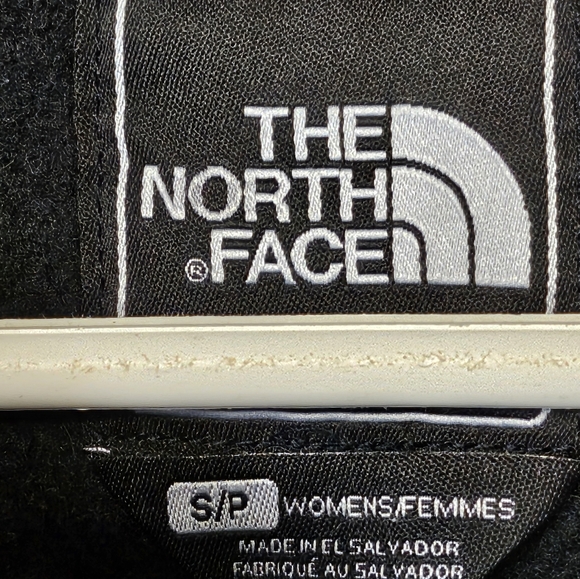 THE
NORTH
®FACE
S/P WOMENS/FEMMES
MADE IN EL SALVADOR
FABRIQUÉ AU SALVADOR